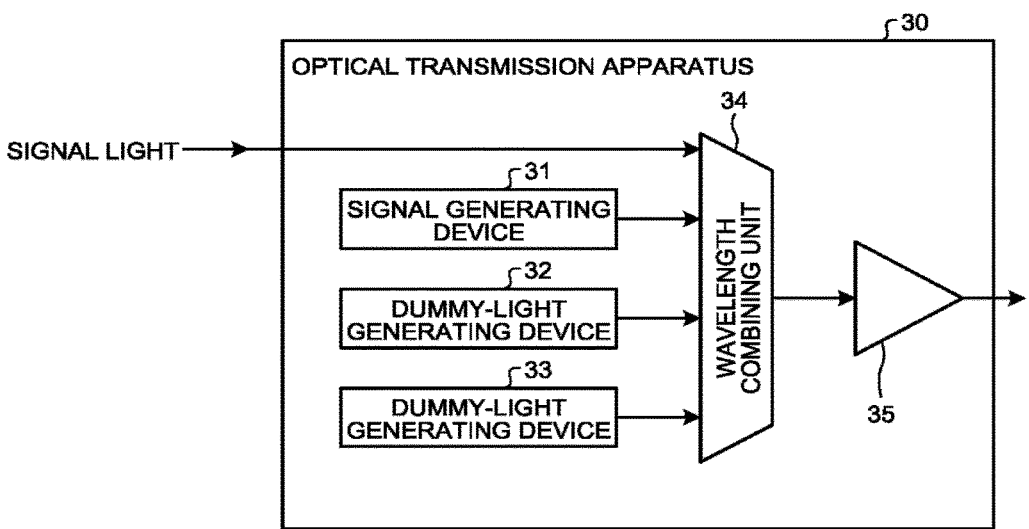 30
OPTICAL TRANSMISSION APPARATUS
34
SIGNAL LIGHT
31
SIGNAL GENERATING
DEVICE
32
DUMMY-LIGHT
GENERATING DEVICE
33
DUMMY-LIGHT
GENERATING DEVICE
WAVELENGTH
COMBINING UNIT
35